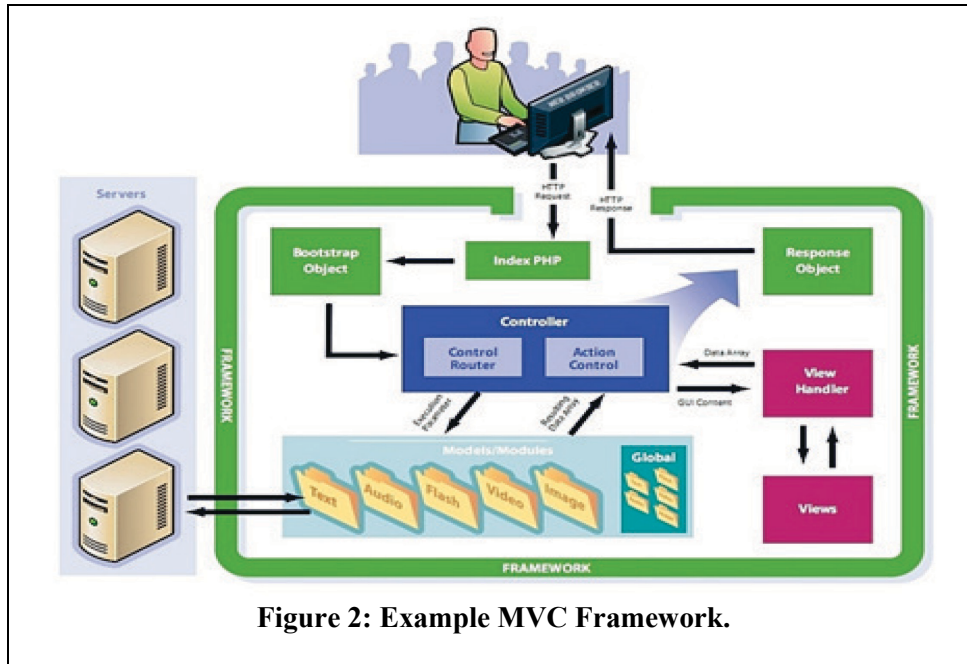 WEB BROWSER
Servers
HTTP
Request
HTTP
Response
Bootstrap
Object
Index PHP
Response
Object
Controller
Control
Router
Action
Control
Data Array
GUI Content
View
Handler
Execution
Parameter
Resulting
Data Array
Models/Modules
Text
Audio
Flash
Video
Image
Global
Views
FRAMEWORK
FRAMEWORK
FRAMEWORK
Figure 2: Example MVC Framework.